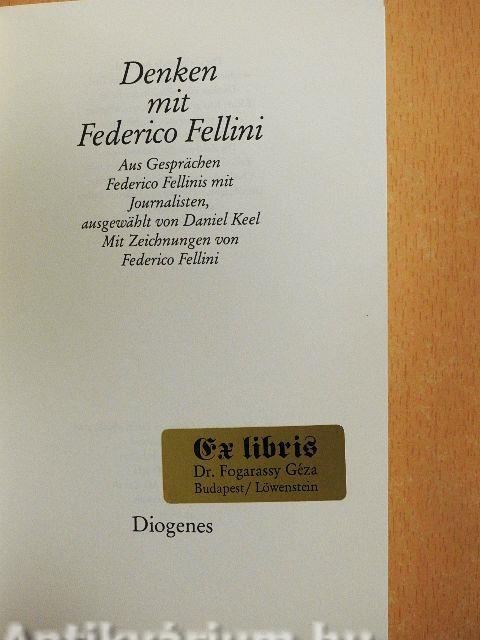 Denken
mit
Federico Fellini
Aus Gesprächen
Federico Fellinis mit
Journalisten,
ausgewählt von Daniel Keel
Mit Zeichnungen von
Federico Fellini
Ex libris
Dr. Fogarassy Géza
Budapest/ Löwenstein
Diogenes
Antikvárium.hu